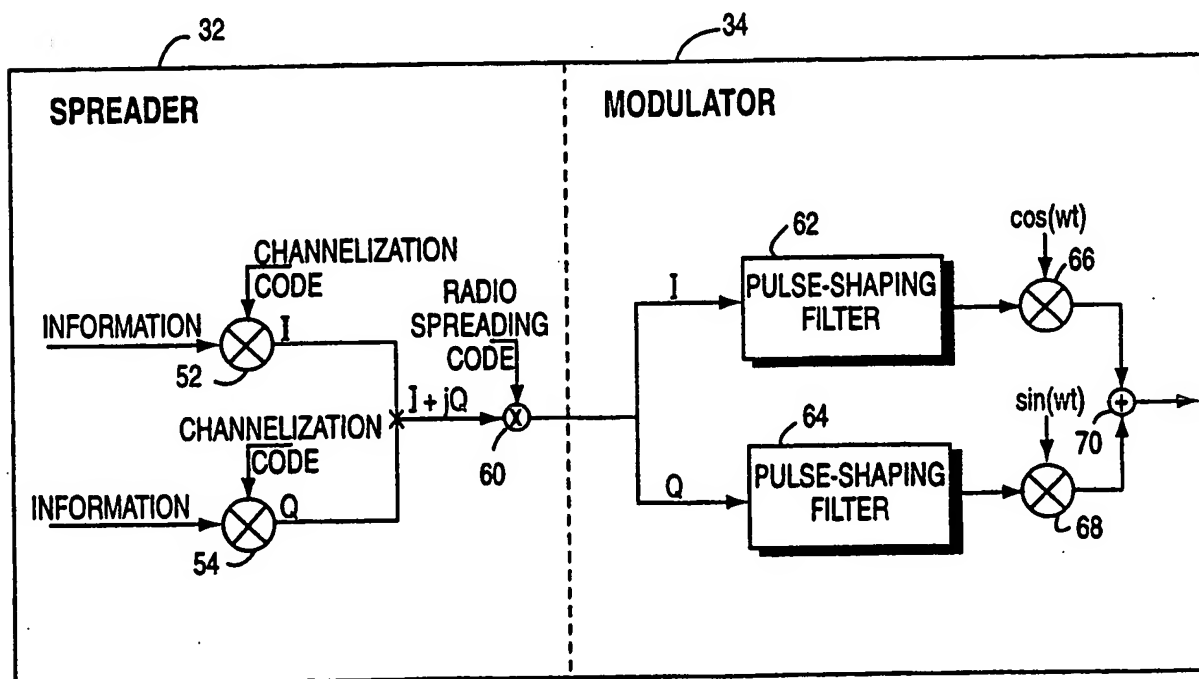 32
34
SPREADER
MODULATOR
CHANNELIZATION
CODE
INFORMATION
I
52
RADIO
SPREADING
CODE
I + jQ
60
CHANNELIZATION
CODE
INFORMATION
Q
54
I
62
PULSE-SHAPING
FILTER
cos(wt)
66
Q
64
PULSE-SHAPING
FILTER
sin(wt)
68
70